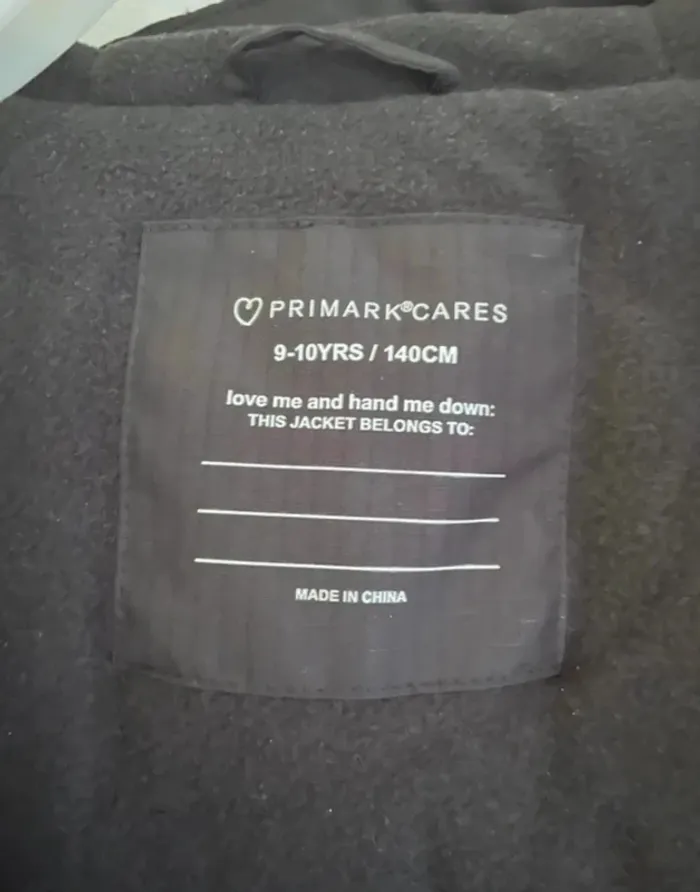 PRIMARK®CARES
9-10YRS / 140CM
love me and hand me down:
THIS JACKET BELONGS TO:
MADE IN CHINA